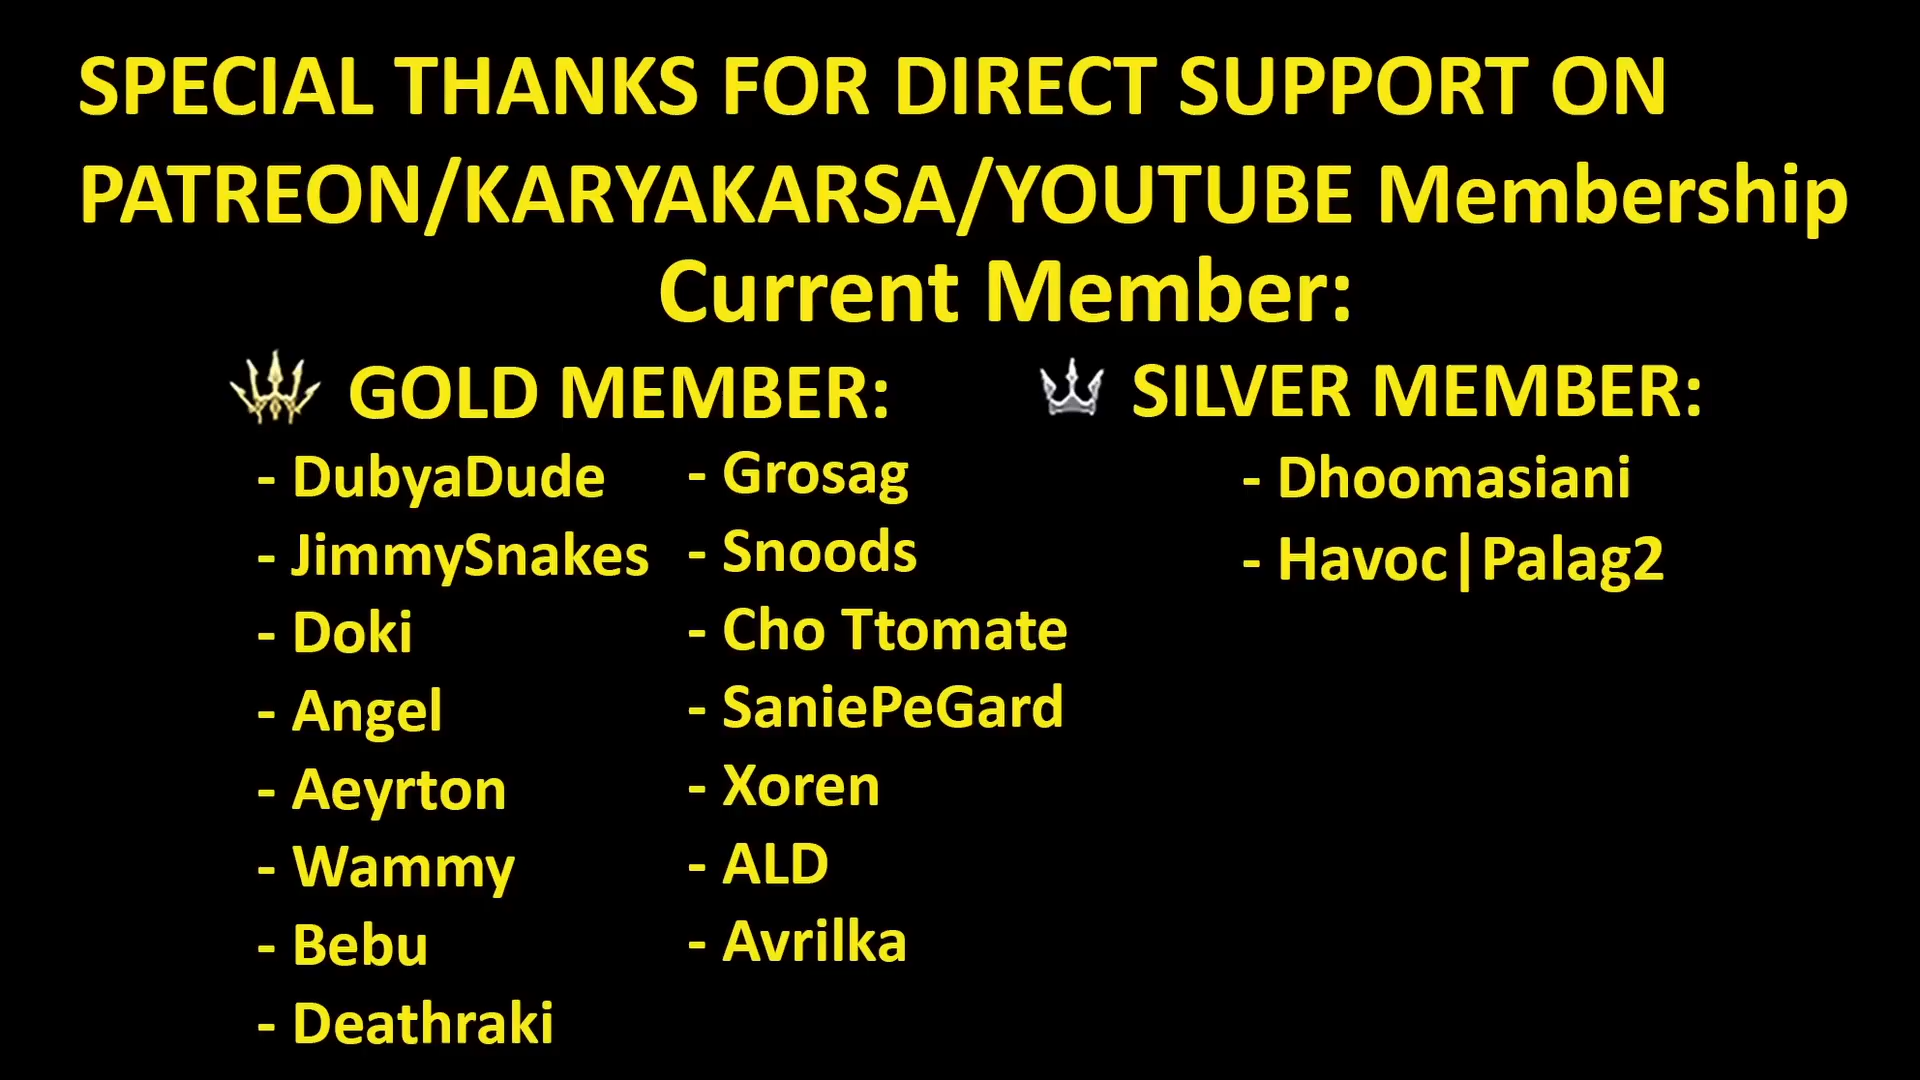 SPECIAL THANKS FOR DIRECT SUPPORT ON
PATREON/KARYAKARSA/YOUTUBE Membership
Current Member:
GOLD MEMBER:
- DubyaDude
- JimmySnakes
- Doki
- Angel
- Aeyrton
- Wammy
- Bebu
- Deathraki
- Grosag
- Snoods
- Cho Ttomate
- SaniePeGard
- Xoren
- ALD
- Avrilka
SILVER MEMBER:
- Dhoomasiani
- Havoc|Palag2